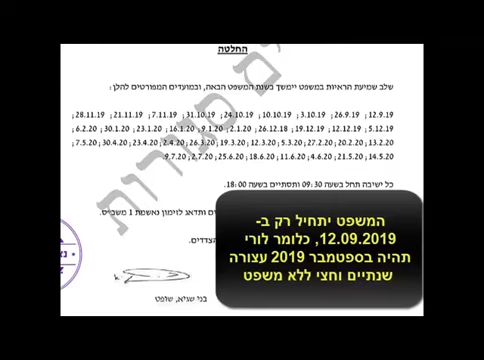 החלטה
שלב שמיעת הראיות במשפט יימשך בשנת המשפט הבאה, ובמועדים המפורטים להלן:
12.9.19; 26.9.19; 3.10.19; 10.10.19; 24.10.19; 31.10.19; 7.11.19; 21.11.19; 28.11.19;
5.12.19; 12.12.19; 19.12.19; 26.12.18; 2.1.20; 9.1.20; 16.1.20; 23.1.20; 30.1.20; 6.2.20;
13.2.20; 20.2.20; 27.2.20; 5.3.20; 12.3.20; 19.3.20; 26.3.20; 2.4.20; 23.4.20; 30.4.20; 7.5.20;
14.5.20; 21.5.20; 4.6.20; 11.6.20; 18.6.20; 25.6.20; 2.7.20; 9.7.20.
כל ישיבה תחל בשעה 09:30 ותסתיים בשעה 18:00.
ותדאג לזימון נאשמת 1 משב״ס.
הצדדים.
בני שגיא, שופט
המשפט יתחיל רק ב-
12.09.2019, כלומר לורי
תהיה בספטמבר 2019 עצורה
שנתיים וחצי ללא משפט